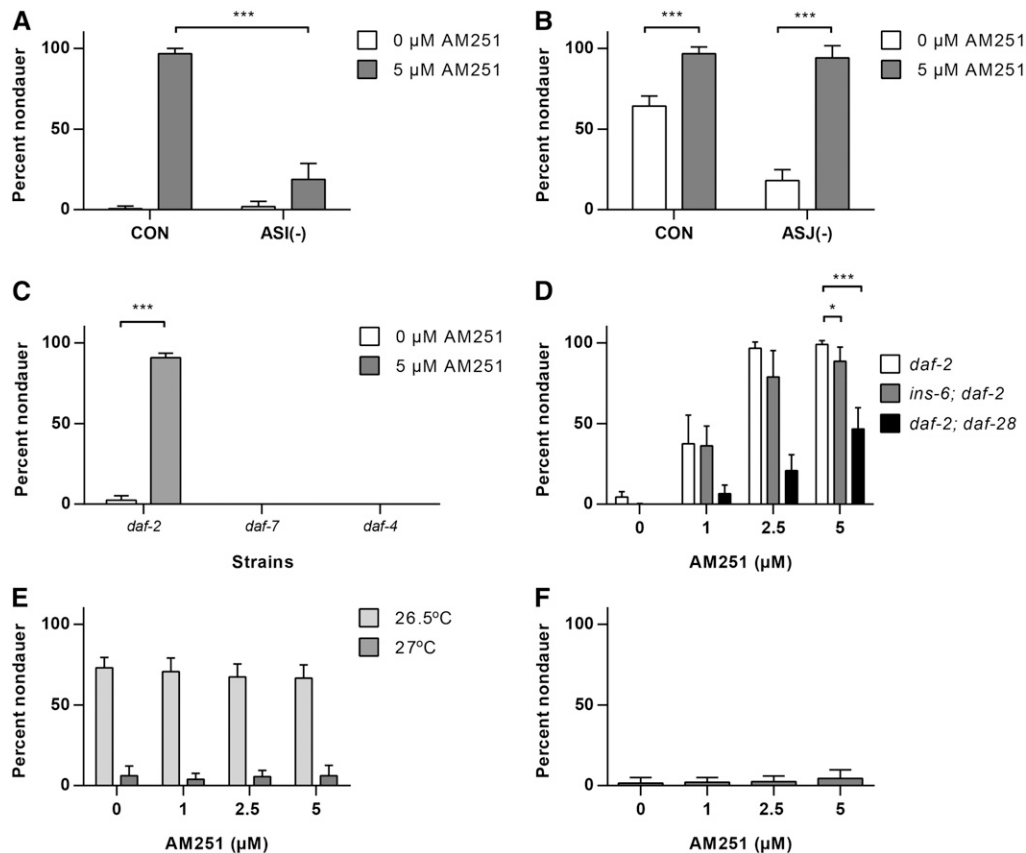 A
Percent nondauer
100
50
0
***
CON
ASI(-)
0 µM AM251
5 µM AM251
B
Percent nondauer
100
50
0
***
***
CON
ASJ(-)
0 µM AM251
5 µM AM251
C
Percent nondauer
100
50
0
***
daf-2
daf-7
daf-4
Strains
0 µM AM251
5 µM AM251
D
Percent nondauer
100
50
0
***
*
0
1
2.5
5
AM251 (µM)
daf-2
ins-6; daf-2
daf-2; daf-28
E
Percent nondauer
100
50
0
0
1
2.5
5
AM251 (µM)
26.5ºC
27ºC
F
Percent nondauer
100
50
0
0
1
2.5
5
AM251 (µM)